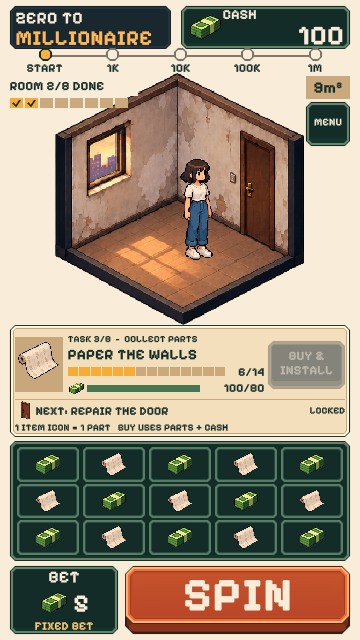 ZERO TO
MILLIONAIRE
CASH
100
START
1K
10K
100K
1M
ROOM 2/8 DONE
9m²
MENU
TASK 3/8 - COLLECT PARTS
PAPER THE WALLS
6/14
100/80
BUY &
INSTALL
NEXT: REPAIR THE DOOR
LOCKED
1 ITEM ICON = 1 PART BUY USES PARTS + CASH
BET
8
FIXED BET
SPIN